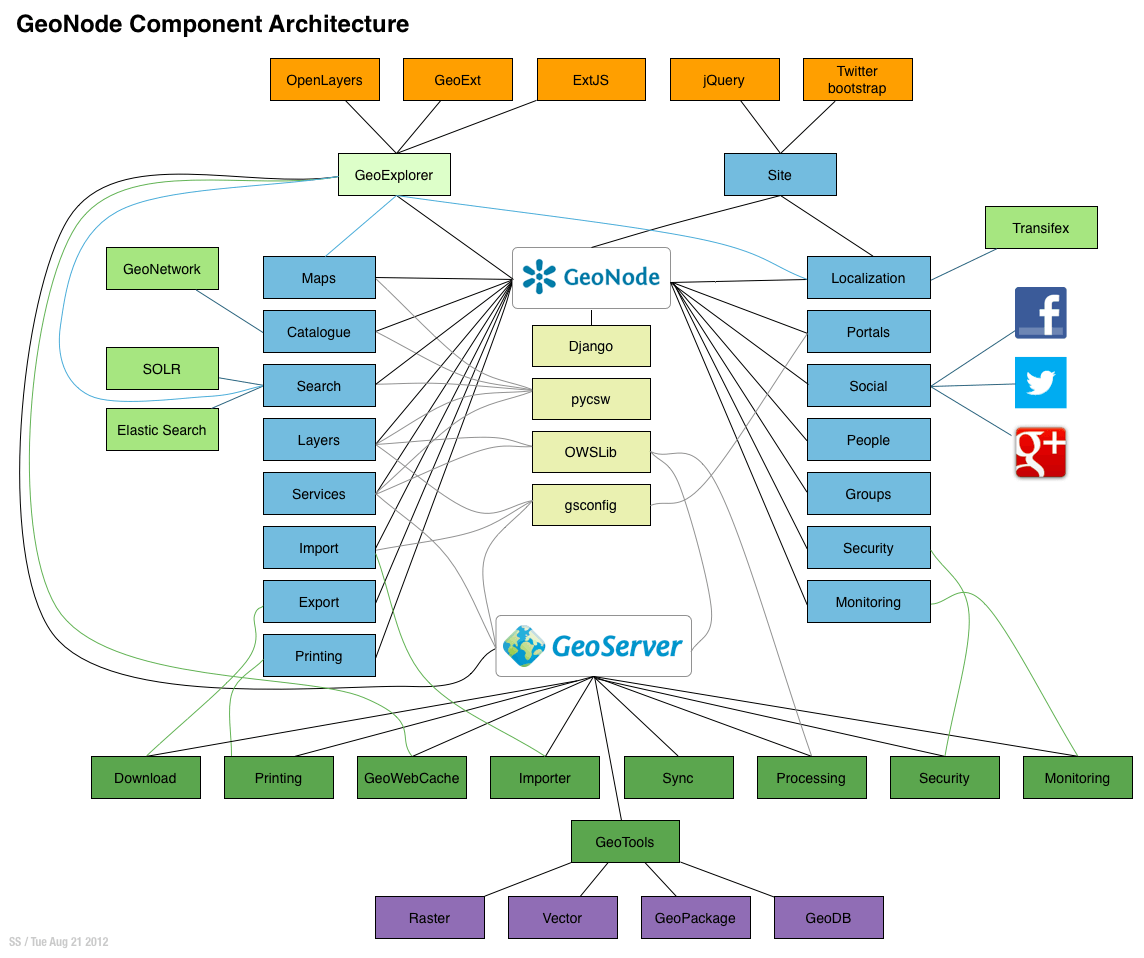 GeoNode Component Architecture
OpenLayers
GeoExt
ExtJS
jQuery
Twitter
bootstrap
GeoExplorer
Site
Transifex
GeoNetwork
SOLR
Elastic Search
Maps
Catalogue
Search
Layers
Services
Import
Export
Printing
GeoNode
Django
pycsw
OWSLib
gsconfig
GeoServer
Localization
Portals
Social
People
Groups
Security
Monitoring
f
g+
Download
Printing
GeoWebCache
Importer
Sync
Processing
Security
Monitoring
GeoTools
Raster
Vector
GeoPackage
GeoDB
SS / Tue Aug 21 2012